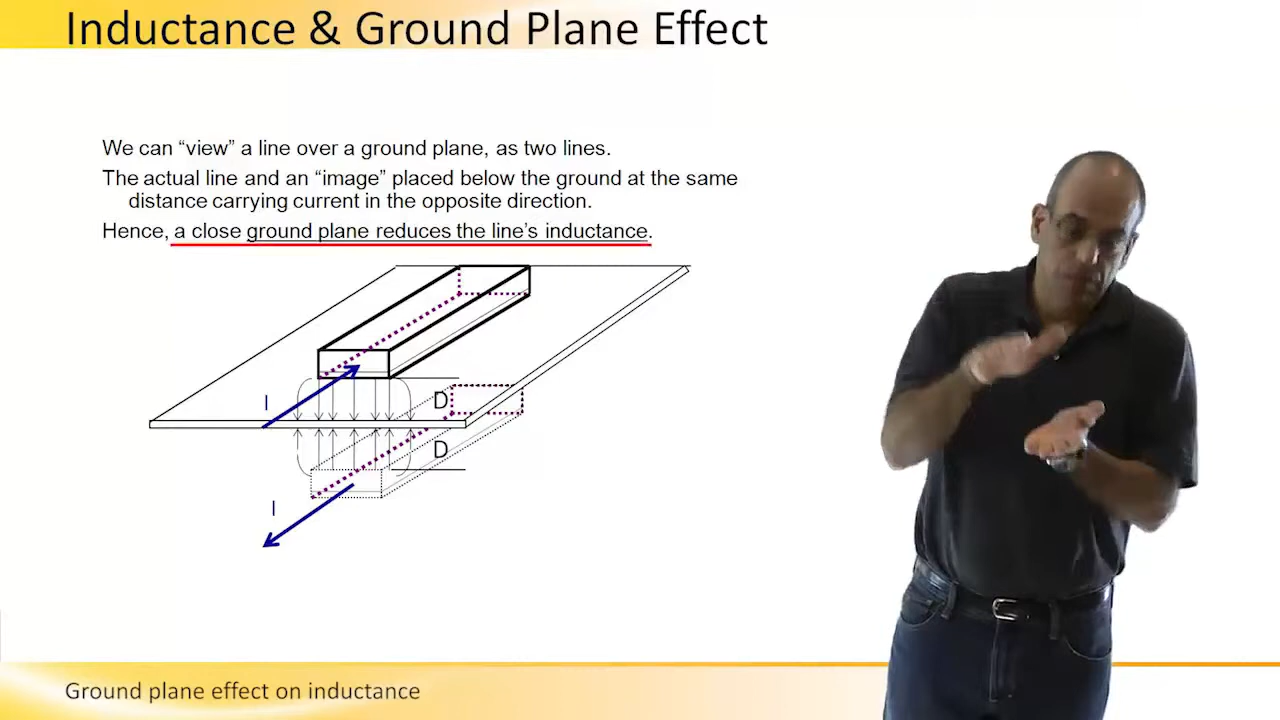 Inductance & Ground Plane Effect
We can “view” a line over a ground plane, as two lines.
The actual line and an “image” placed below the ground at the same
distance carrying current in the opposite direction.
Hence, a close ground plane reduces the line’s inductance.
I
D
D
I
Ground plane effect on inductance